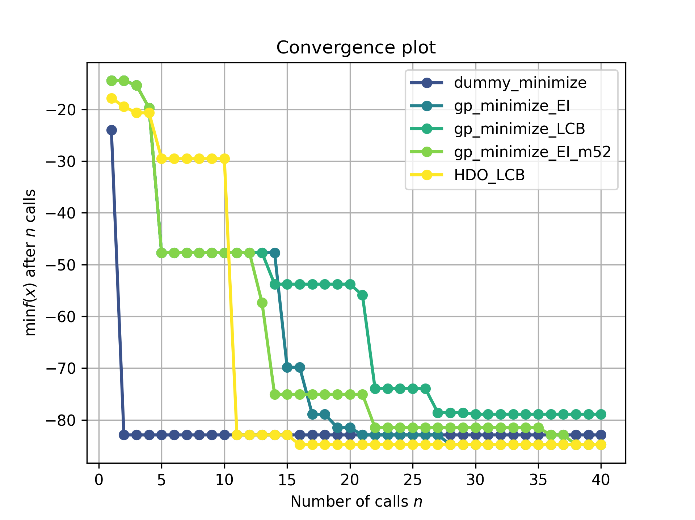 Convergence plot
dummy_minimize
gp_minimize_EI
gp_minimize_LCB
gp_minimize_EI_m52
HDO_LCB
min f(x) after n calls
−20
−30
−40
−50
−60
−70
−80
0 5 10 15 20 25 30 35 40
Number of calls n